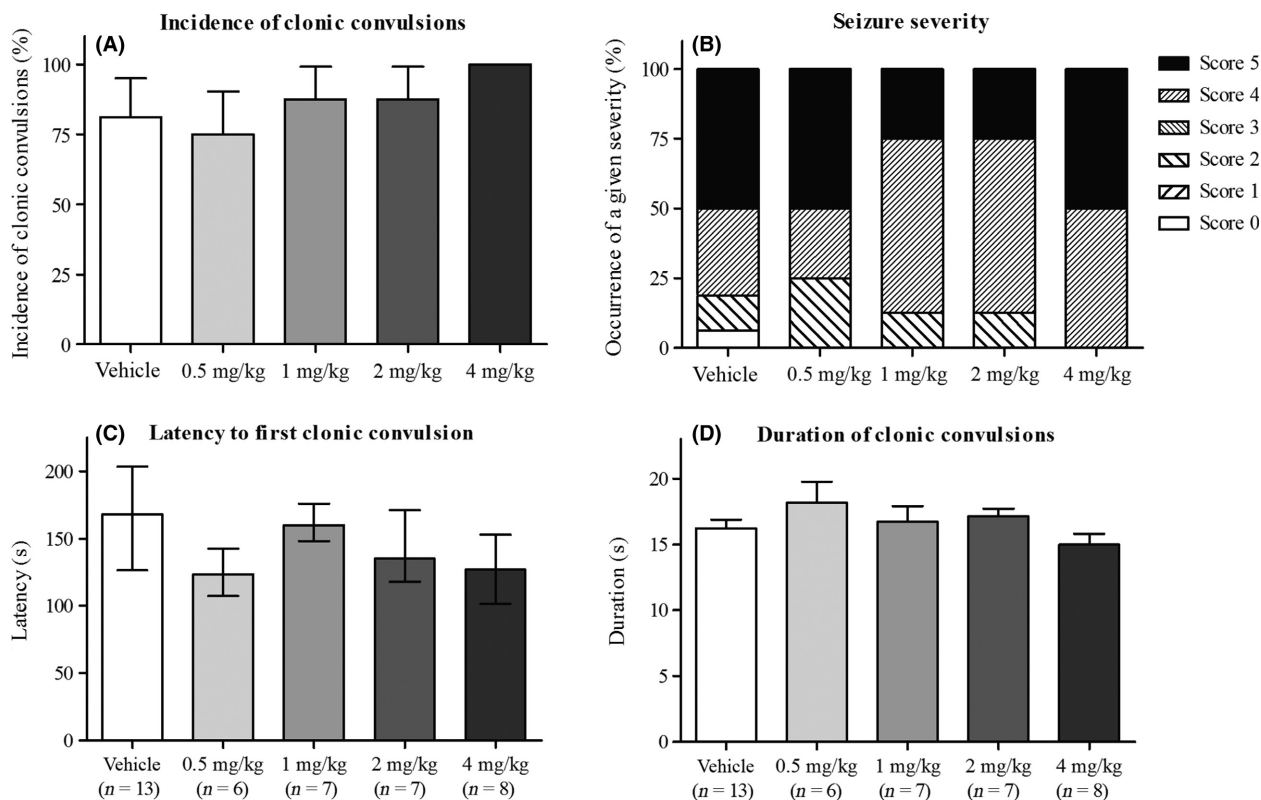 Incidence of clonic convulsions
(A)
Incidence of clonic convulsions (%)
100
75
50
25
0
Vehicle 0.5 mg/kg 1 mg/kg 2 mg/kg 4 mg/kg
Seizure severity
(B)
Occurrence of a given severity (%)
100
75
50
25
0
Vehicle 0.5 mg/kg 1 mg/kg 2 mg/kg 4 mg/kg
Score 5
Score 4
Score 3
Score 2
Score 1
Score 0
(C) Latency to first clonic convulsion
Latency (s)
200
150
100
50
0
Vehicle 0.5 mg/kg 1 mg/kg 2 mg/kg 4 mg/kg
(n = 13) (n = 6) (n = 7) (n = 7) (n = 8)
(D) Duration of clonic convulsions
Duration (s)
20
15
10
5
0
Vehicle 0.5 mg/kg 1 mg/kg 2 mg/kg 4 mg/kg
(n = 13) (n = 6) (n = 7) (n = 7) (n = 8)